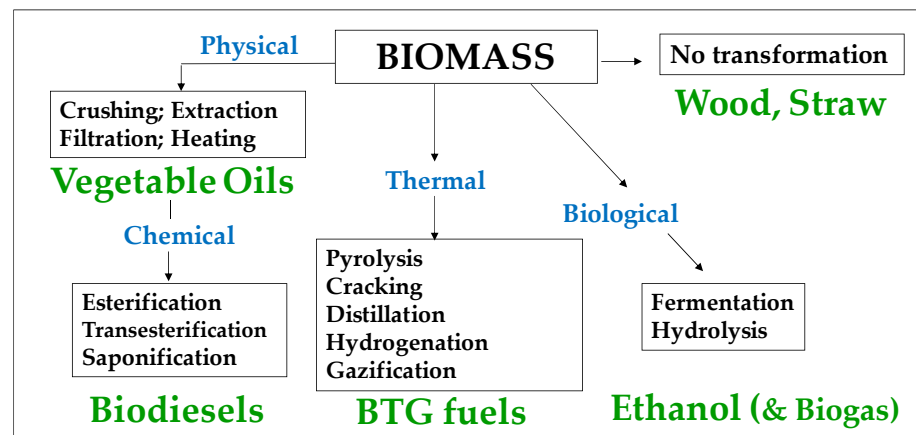 Physical
BIOMASS
No transformation
Wood, Straw
Crushing; Extraction
Filtration; Heating
Vegetable Oils
Thermal
Biological
Chemical
Esterification
Transesterification
Saponification
Biodiesels
Pyrolysis
Cracking
Distillation
Hydrogenation
Gazification
BTG fuels
Fermentation
Hydrolysis
Ethanol (& Biogas)